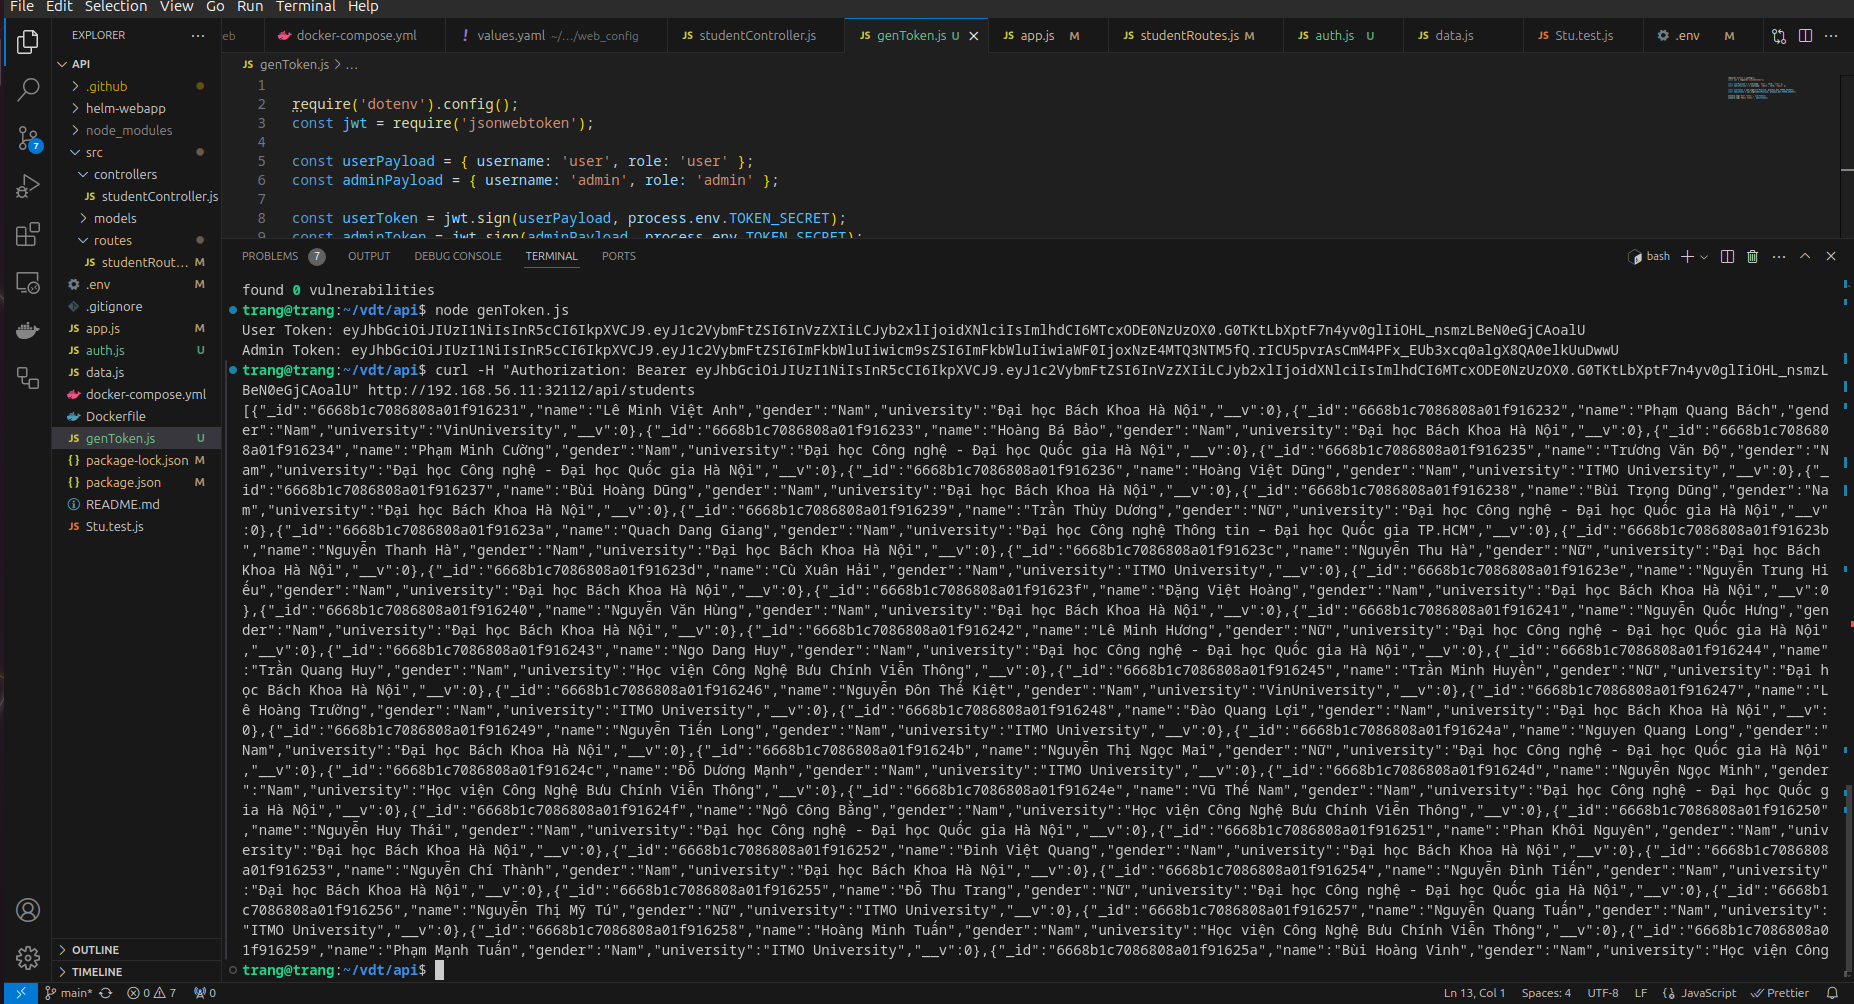 File Edit Selection View Go Run Terminal Help
EXPLORER ... eb docker-compose.yml ! values.yaml ~/.../web_config JS studentController.js JS genToken.js U JS app.js M JS studentRoutes.js M JS auth.js U JS data.js JS Stu.test.js .env M
JS genToken.js > ...
API
.github
helm-webapp
node_modules
src
controllers
JS studentController.js
models
routes
JS studentRout... M
.env M
.gitignore
JS app.js M
JS auth.js U
JS data.js
docker-compose.yml
Dockerfile
JS genToken.js U
{} package-lock.json M
{} package.json M
README.md
JS Stu.test.js
OUTLINE
TIMELINE
7
1
2 require('dotenv').config();
3 const jwt = require('jsonwebtoken');
4
5 const userPayload = { username: 'user', role: 'user' };
6 const adminPayload = { username: 'admin', role: 'admin' };
7
8 const userToken = jwt.sign(userPayload, process.env.TOKEN_SECRET);
9 const adminToken = jwt.sign(adminPayload, process.env.TOKEN_SECRET);
PROBLEMS 7 OUTPUT DEBUG CONSOLE TERMINAL PORTS bash
found 0 vulnerabilities
trang@trang:~/vdt/api$ node genToken.js
User Token: eyJhbGciOiJIUzI1NiIsInR5cCI6IkpXVCJ9.eyJ1c2VybmFtZSI6InVzZXIiLCJyb2xlIjoidXNlciIsImlhdCI6MTcxODE0NzUzOX0.G0TKtLbXptF7n4yv0glIiOHL_nsmzLBeN0eGjCAoalU
Admin Token: eyJhbGciOiJIUzI1NiIsInR5cCI6IkpXVCJ9.eyJ1c2VybmFtZSI6ImFkbWluIiwicm9sZSI6ImFkbWluIiwiaWF0IjoxNzE4MTQ3NTM5fQ.rICU5pvrAsCmM4PFx_EUb3xcq0algX8QA0elkUuDwwU
trang@trang:~/vdt/api$ curl -H "Authorization: Bearer eyJhbGciOiJIUzI1NiIsInR5cCI6IkpXVCJ9.eyJ1c2VybmFtZSI6InVzZXIiLCJyb2xlIjoidXNlciIsImlhdCI6MTcxODE0NzUzOX0.G0TKtLbXptF7n4yv0glIiOHL_nsmzL
BeN0eGjCAoalU" http://192.168.56.11:32112/api/students
[{"_id":"6668b1c7086808a01f916231","name":"Lê Minh Việt Anh","gender":"Nam","university":"Đại học Bách Khoa Hà Nội","__v":0},{"_id":"6668b1c7086808a01f916232","name":"Phạm Quang Bách","gend
er":"Nam","university":"VinUniversity","__v":0},{"_id":"6668b1c7086808a01f916233","name":"Hoàng Bá Bảo","gender":"Nam","university":"Đại học Bách Khoa Hà Nội","__v":0},{"_id":"6668b1c708680
8a01f916234","name":"Phạm Minh Cường","gender":"Nam","university":"Đại học Công nghệ - Đại học Quốc gia Hà Nội","__v":0},{"_id":"6668b1c7086808a01f916235","name":"Trương Văn Độ","gender":"N
am","university":"Đại học Công nghệ - Đại học Quốc gia Hà Nội","__v":0},{"_id":"6668b1c7086808a01f916236","name":"Hoàng Việt Dũng","gender":"Nam","university":"ITMO University","__v":0},{"_
id":"6668b1c7086808a01f916237","name":"Bùi Hoàng Dũng","gender":"Nam","university":"Đại học Bách Khoa Hà Nội","__v":0},{"_id":"6668b1c7086808a01f916238","name":"Bùi Trọng Dũng","gender":"Na
m","university":"Đại học Bách Khoa Hà Nội","__v":0},{"_id":"6668b1c7086808a01f916239","name":"Trần Thùy Dương","gender":"Nữ","university":"Đại học Công nghệ - Đại học Quốc gia Hà Nội","__v"
:0},{"_id":"6668b1c7086808a01f91623a","name":"Quach Dang Giang","gender":"Nam","university":"Đại học Công nghệ Thông tin – Đại học Quốc gia TP.HCM","__v":0},{"_id":"6668b1c7086808a01f91623b
","name":"Nguyễn Thanh Hà","gender":"Nam","university":"Đại học Bách Khoa Hà Nội","__v":0},{"_id":"6668b1c7086808a01f91623c","name":"Nguyễn Thu Hà","gender":"Nữ","university":"Đại học Bách 
Khoa Hà Nội","__v":0},{"_id":"6668b1c7086808a01f91623d","name":"Cù Xuân Hải","gender":"Nam","university":"ITMO University","__v":0},{"_id":"6668b1c7086808a01f91623e","name":"Nguyễn Trung Hi
ếu","gender":"Nam","university":"Đại học Bách Khoa Hà Nội","__v":0},{"_id":"6668b1c7086808a01f91623f","name":"Đặng Việt Hoàng","gender":"Nam","university":"Đại học Bách Khoa Hà Nội","__v":0
},{"_id":"6668b1c7086808a01f916240","name":"Nguyễn Văn Hùng","gender":"Nam","university":"Đại học Bách Khoa Hà Nội","__v":0},{"_id":"6668b1c7086808a01f916241","name":"Nguyễn Quốc Hưng","gen
der":"Nam","university":"Đại học Bách Khoa Hà Nội","__v":0},{"_id":"6668b1c7086808a01f916242","name":"Lê Minh Hương","gender":"Nữ","university":"Đại học Công nghệ - Đại học Quốc gia Hà Nội"
,"__v":0},{"_id":"6668b1c7086808a01f916243","name":"Ngo Dang Huy","gender":"Nam","university":"Đại học Công nghệ - Đại học Quốc gia Hà Nội","__v":0},{"_id":"6668b1c7086808a01f916244","name"
:"Trần Quang Huy","gender":"Nam","university":"Học viện Công Nghệ Bưu Chính Viễn Thông","__v":0},{"_id":"6668b1c7086808a01f916245","name":"Trần Minh Huyền","gender":"Nữ","university":"Đại h
ọc Bách Khoa Hà Nội","__v":0},{"_id":"6668b1c7086808a01f916246","name":"Nguyễn Đôn Thế Kiệt","gender":"Nam","university":"VinUniversity","__v":0},{"_id":"6668b1c7086808a01f916247","name":"L
ê Hoàng Trường","gender":"Nam","university":"ITMO University","__v":0},{"_id":"6668b1c7086808a01f916248","name":"Đào Quang Lợi","gender":"Nam","university":"Đại học Bách Khoa Hà Nội","__v":
0},{"_id":"6668b1c7086808a01f916249","name":"Nguyễn Tiến Long","gender":"Nam","university":"ITMO University","__v":0},{"_id":"6668b1c7086808a01f91624a","name":"Nguyen Quang Long","gender":"
Nam","university":"Đại học Bách Khoa Hà Nội","__v":0},{"_id":"6668b1c7086808a01f91624b","name":"Nguyễn Thị Ngọc Mai","gender":"Nữ","university":"Đại học Công nghệ - Đại học Quốc gia Hà Nội"
,"__v":0},{"_id":"6668b1c7086808a01f91624c","name":"Đỗ Dương Mạnh","gender":"Nam","university":"ITMO University","__v":0},{"_id":"6668b1c7086808a01f91624d","name":"Nguyễn Ngọc Minh","gender
":"Nam","university":"Học viện Công Nghệ Bưu Chính Viễn Thông","__v":0},{"_id":"6668b1c7086808a01f91624e","name":"Vũ Thế Nam","gender":"Nam","university":"Đại học Công nghệ - Đại học Quốc g
ia Hà Nội","__v":0},{"_id":"6668b1c7086808a01f91624f","name":"Ngô Công Bằng","gender":"Nam","university":"Học viện Công Nghệ Bưu Chính Viễn Thông","__v":0},{"_id":"6668b1c7086808a01f916250"
,"name":"Nguyễn Huy Thái","gender":"Nam","university":"Đại học Công nghệ - Đại học Quốc gia Hà Nội","__v":0},{"_id":"6668b1c7086808a01f916251","name":"Phan Khôi Nguyên","gender":"Nam","univ
ersity":"Đại học Bách Khoa Hà Nội","__v":0},{"_id":"6668b1c7086808a01f916252","name":"Đinh Việt Quang","gender":"Nam","university":"Đại học Bách Khoa Hà Nội","__v":0},{"_id":"6668b1c7086808
a01f916253","name":"Nguyễn Chí Thành","gender":"Nam","university":"Đại học Bách Khoa Hà Nội","__v":0},{"_id":"6668b1c7086808a01f916254","name":"Nguyễn Đình Tiến","gender":"Nam","university"
:"Đại học Bách Khoa Hà Nội","__v":0},{"_id":"6668b1c7086808a01f916255","name":"Đỗ Thu Trang","gender":"Nữ","university":"Đại học Công nghệ - Đại học Quốc gia Hà Nội","__v":0},{"_id":"6668b1
c7086808a01f916256","name":"Nguyễn Thị Mỹ Tú","gender":"Nữ","university":"ITMO University","__v":0},{"_id":"6668b1c7086808a01f916257","name":"Nguyễn Quang Tuấn","gender":"Nam","university":
"ITMO University","__v":0},{"_id":"6668b1c7086808a01f916258","name":"Hoàng Minh Tuấn","gender":"Nam","university":"Học viện Công Nghệ Bưu Chính Viễn Thông","__v":0},{"_id":"6668b1c7086808a0
1f916259","name":"Phạm Mạnh Tuấn","gender":"Nam","university":"ITMO University","__v":0},{"_id":"6668b1c7086808a01f91625a","name":"Bùi Hoàng Vinh","gender":"Nam","university":"Học viện Công
trang@trang:~/vdt/api$
main* 0 7 0 Ln 13, Col 1 Spaces: 4 UTF-8 LF {} JavaScript Prettier